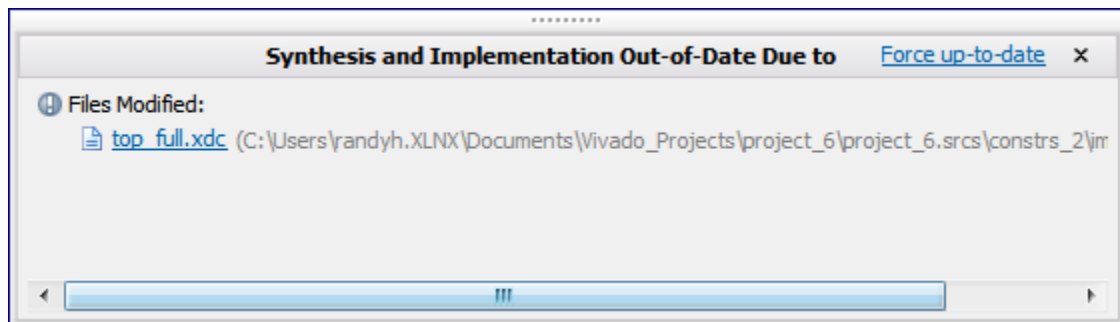 Synthesis and Implementation Out-of-Date Due to Force up-to-date x
Files Modified:
top_full.xdc (C:\Users\randyh.XLNX\Documents\Vivado_Projects\project_6\project_6.srcs\constrs_2\im